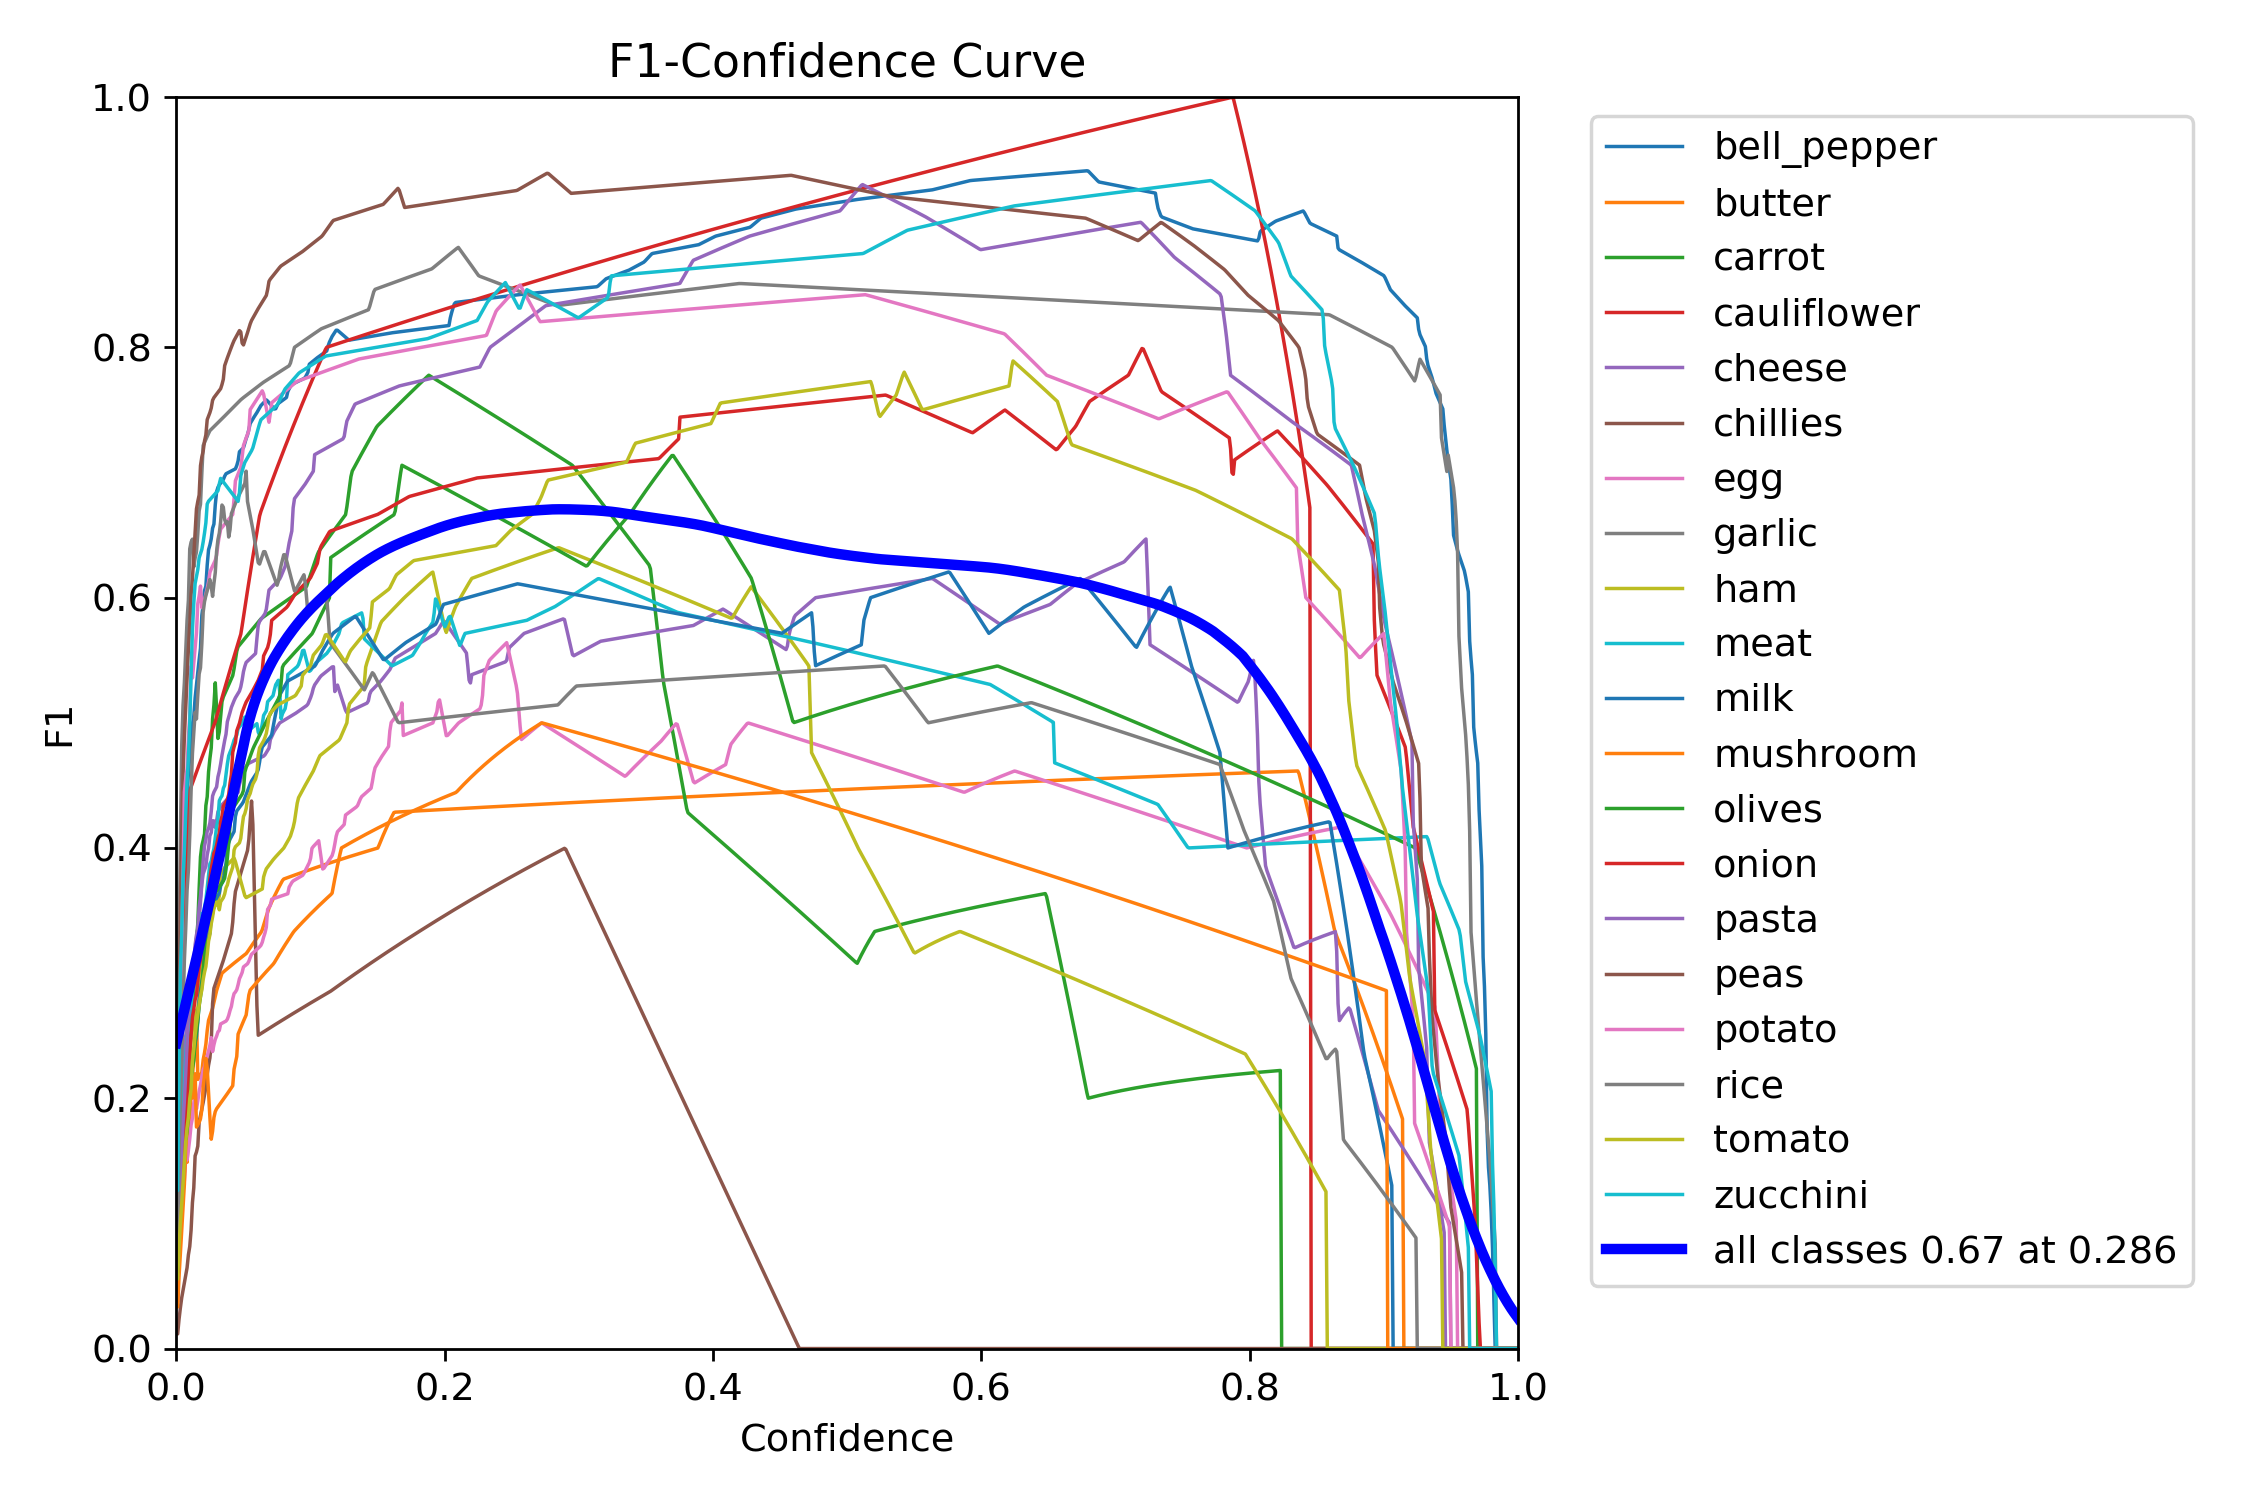 F1-Confidence Curve
1.0
0.8
0.6
0.4
0.2
0.0
F1
0.0 0.2 0.4 0.6 0.8 1.0
Confidence
bell_pepper
butter
carrot
cauliflower
cheese
chillies
egg
garlic
ham
meat
milk
mushroom
olives
onion
pasta
peas
potato
rice
tomato
zucchini
all classes 0.67 at 0.286